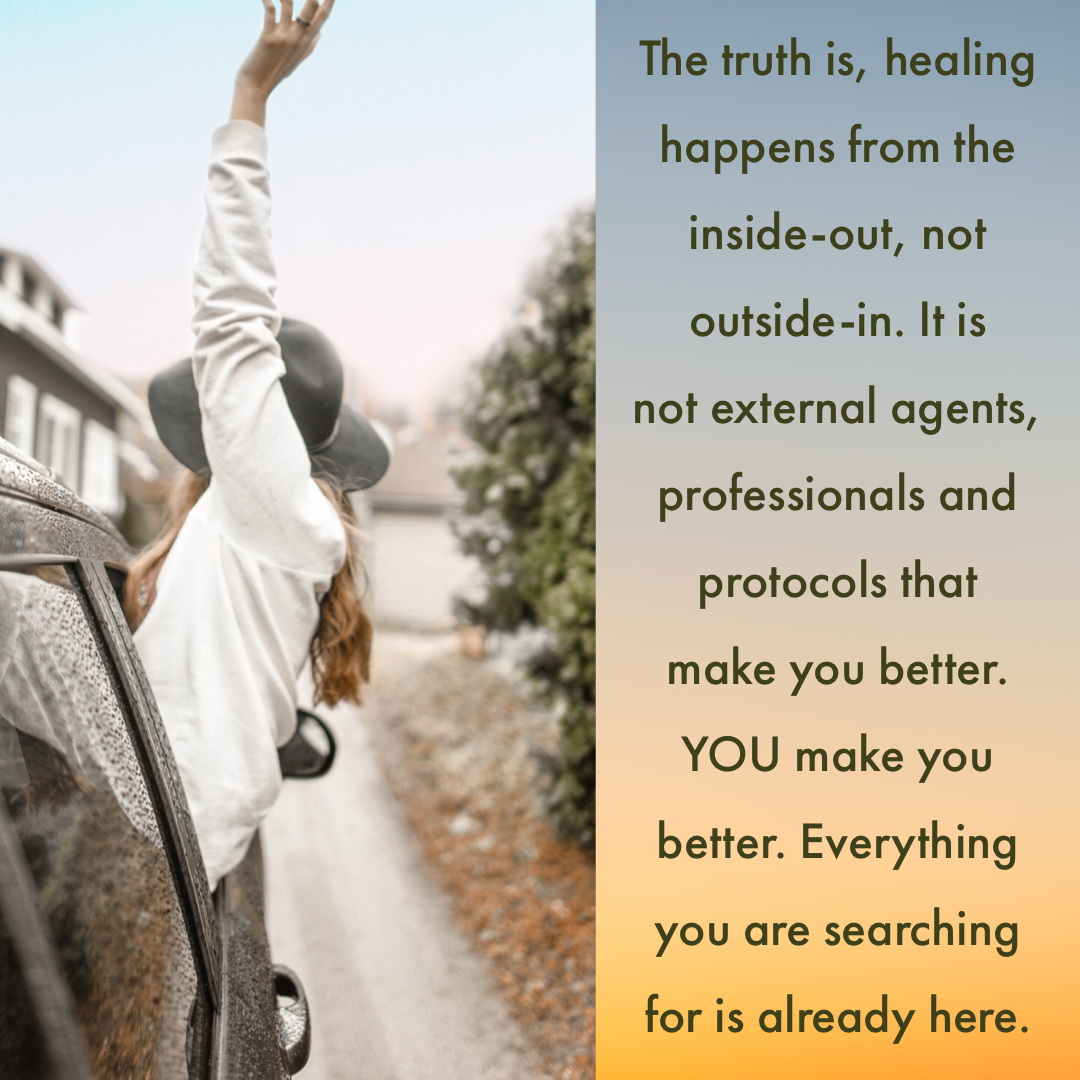 The truth is, healing
happens from the
inside-out, not
outside-in. It is
not external agents,
professionals and
protocols that
make you better.
YOU make you
better. Everything
you are searching
for is already here.